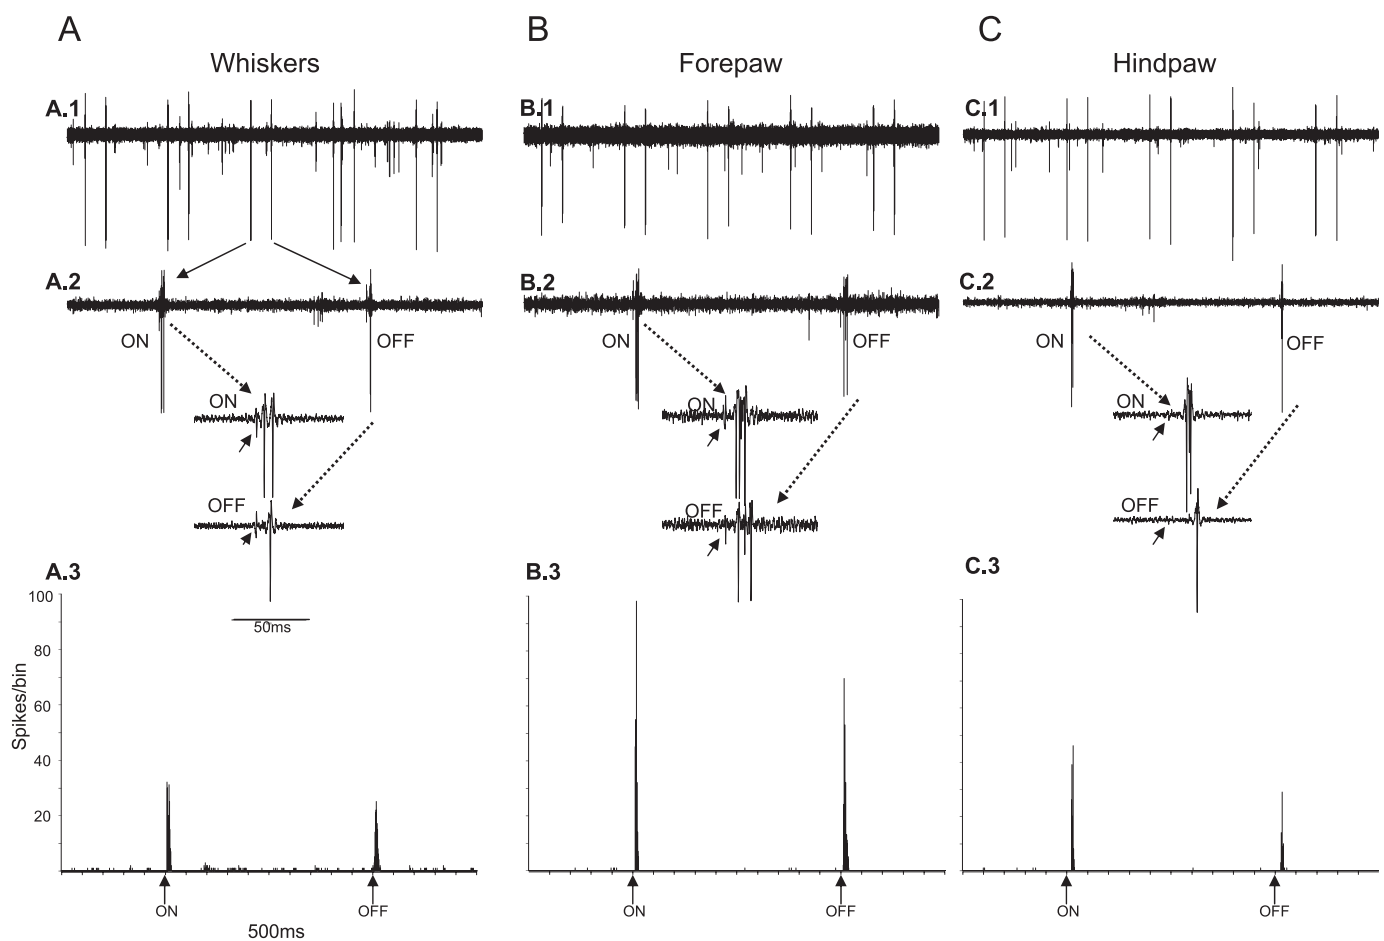 A
B
C
Whiskers
Forepaw
Hindpaw
A.1
B.1
C.1
A.2
B.2
C.2
ON
OFF
ON
OFF
ON
OFF
ON
ON
ON
OFF
OFF
OFF
A.3
B.3
C.3
100
80
60
40
20
Spikes/bin
50ms
ON
OFF
ON
OFF
ON
OFF
500ms